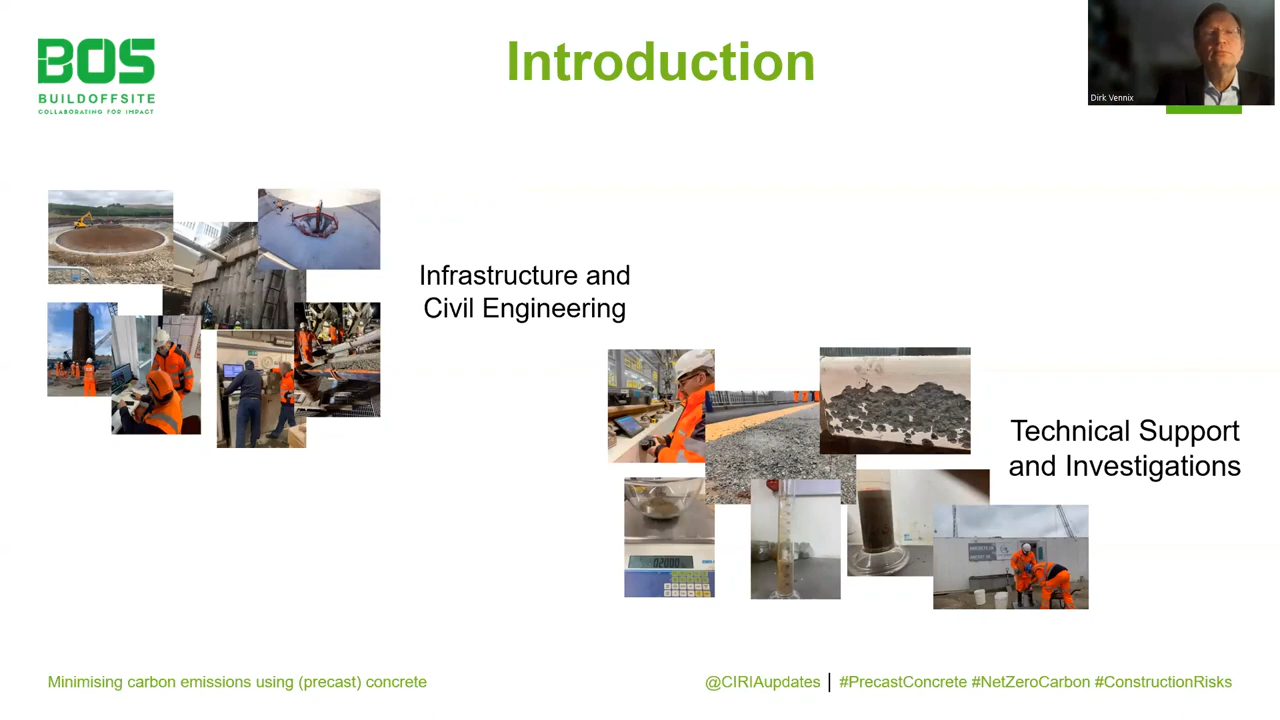 BOS
BUILDOFFSITE
COLLABORATING FOR IMPACT
Introduction
Dirk Vennix
Infrastructure and
Civil Engineering
Technical Support
and Investigations
Minimising carbon emissions using (precast) concrete
@CIRIAupdates | #PrecastConcrete #NetZeroCarbon #ConstructionRisks